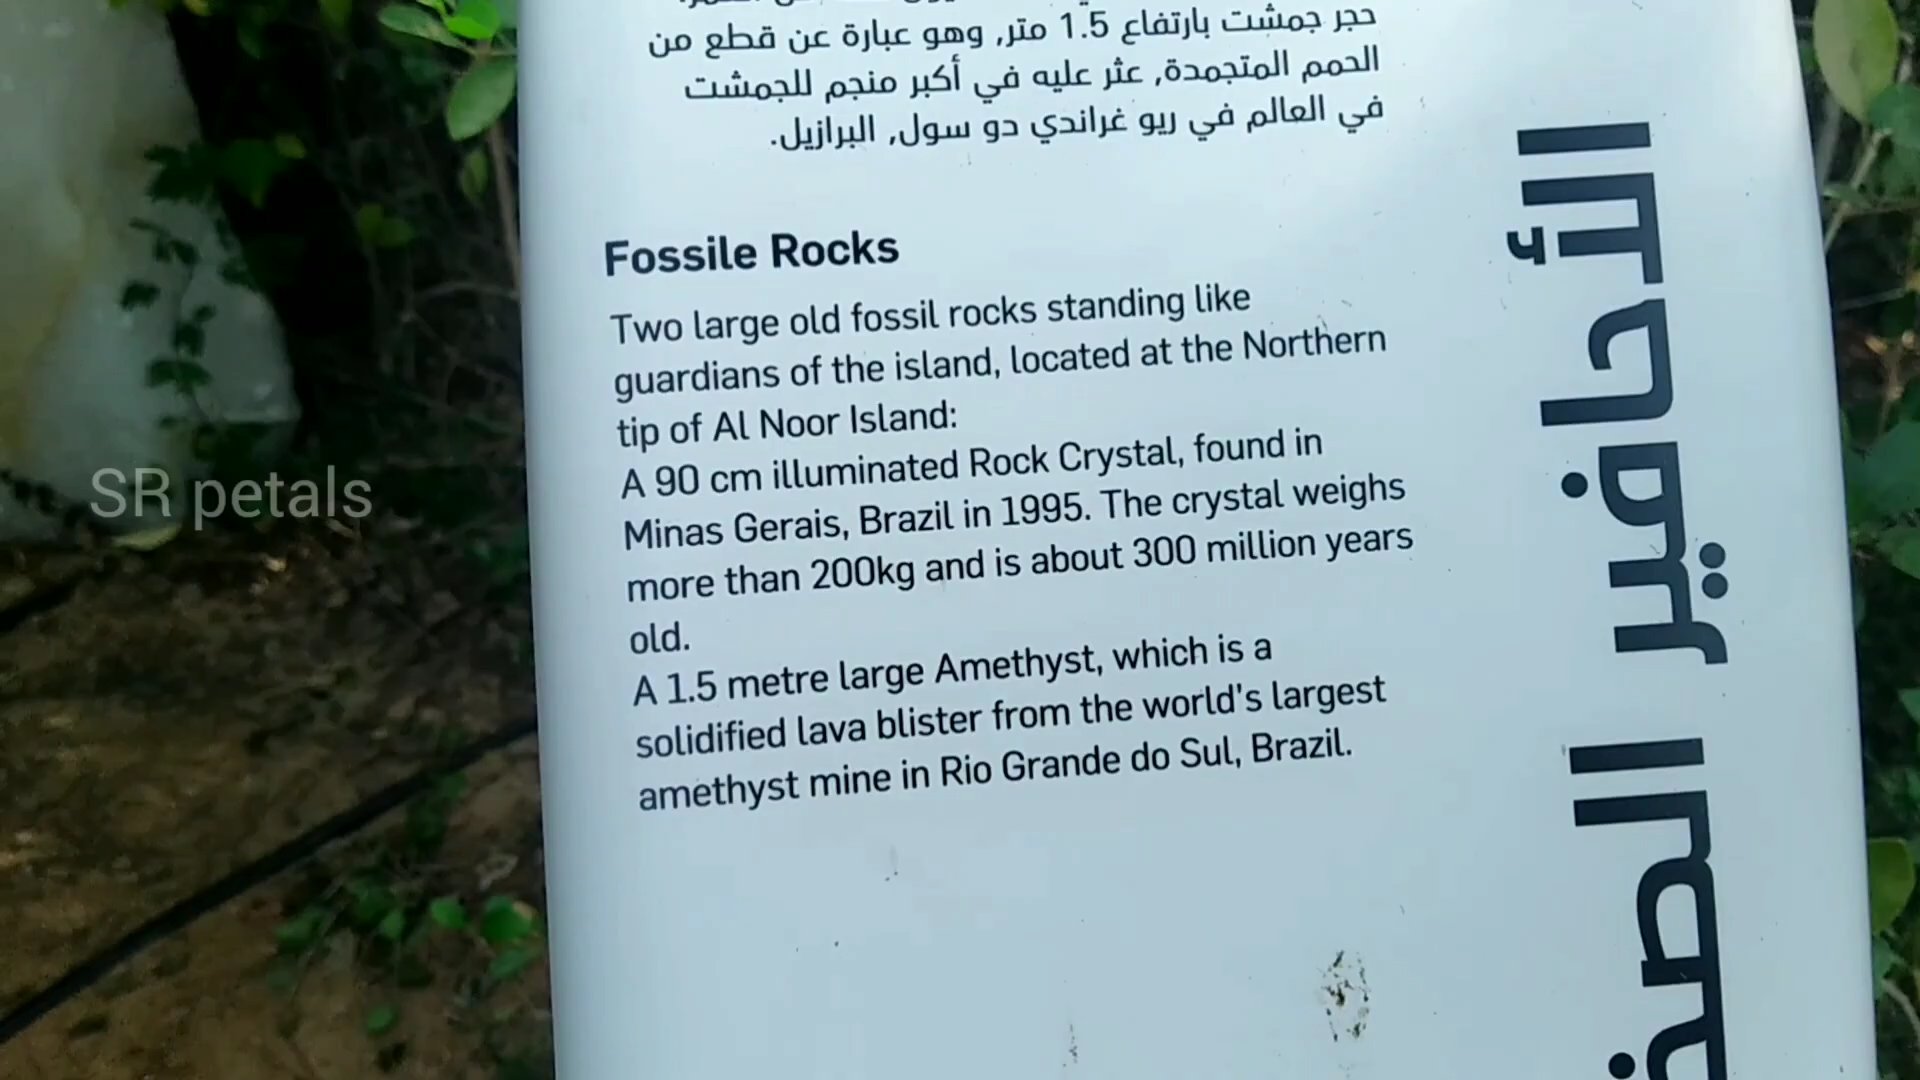 حجر جمشت بارتفاع 1.5 متر, وهو عبارة عن قطع من
الحمم المتجمدة, عثر عليه في أكبر منجم للجمشت
في العالم في ريو غراندي دو سول, البرازيل.
Fossile Rocks
Two large old fossil rocks standing like
guardians of the island, located at the Northern
tip of Al Noor Island:
A 90 cm illuminated Rock Crystal, found in
Minas Gerais, Brazil in 1995. The crystal weighs
more than 200kg and is about 300 million years
old.
A 1.5 metre large Amethyst, which is a
solidified lava blister from the world's largest
amethyst mine in Rio Grande do Sul, Brazil.
الأحافير
SR petals